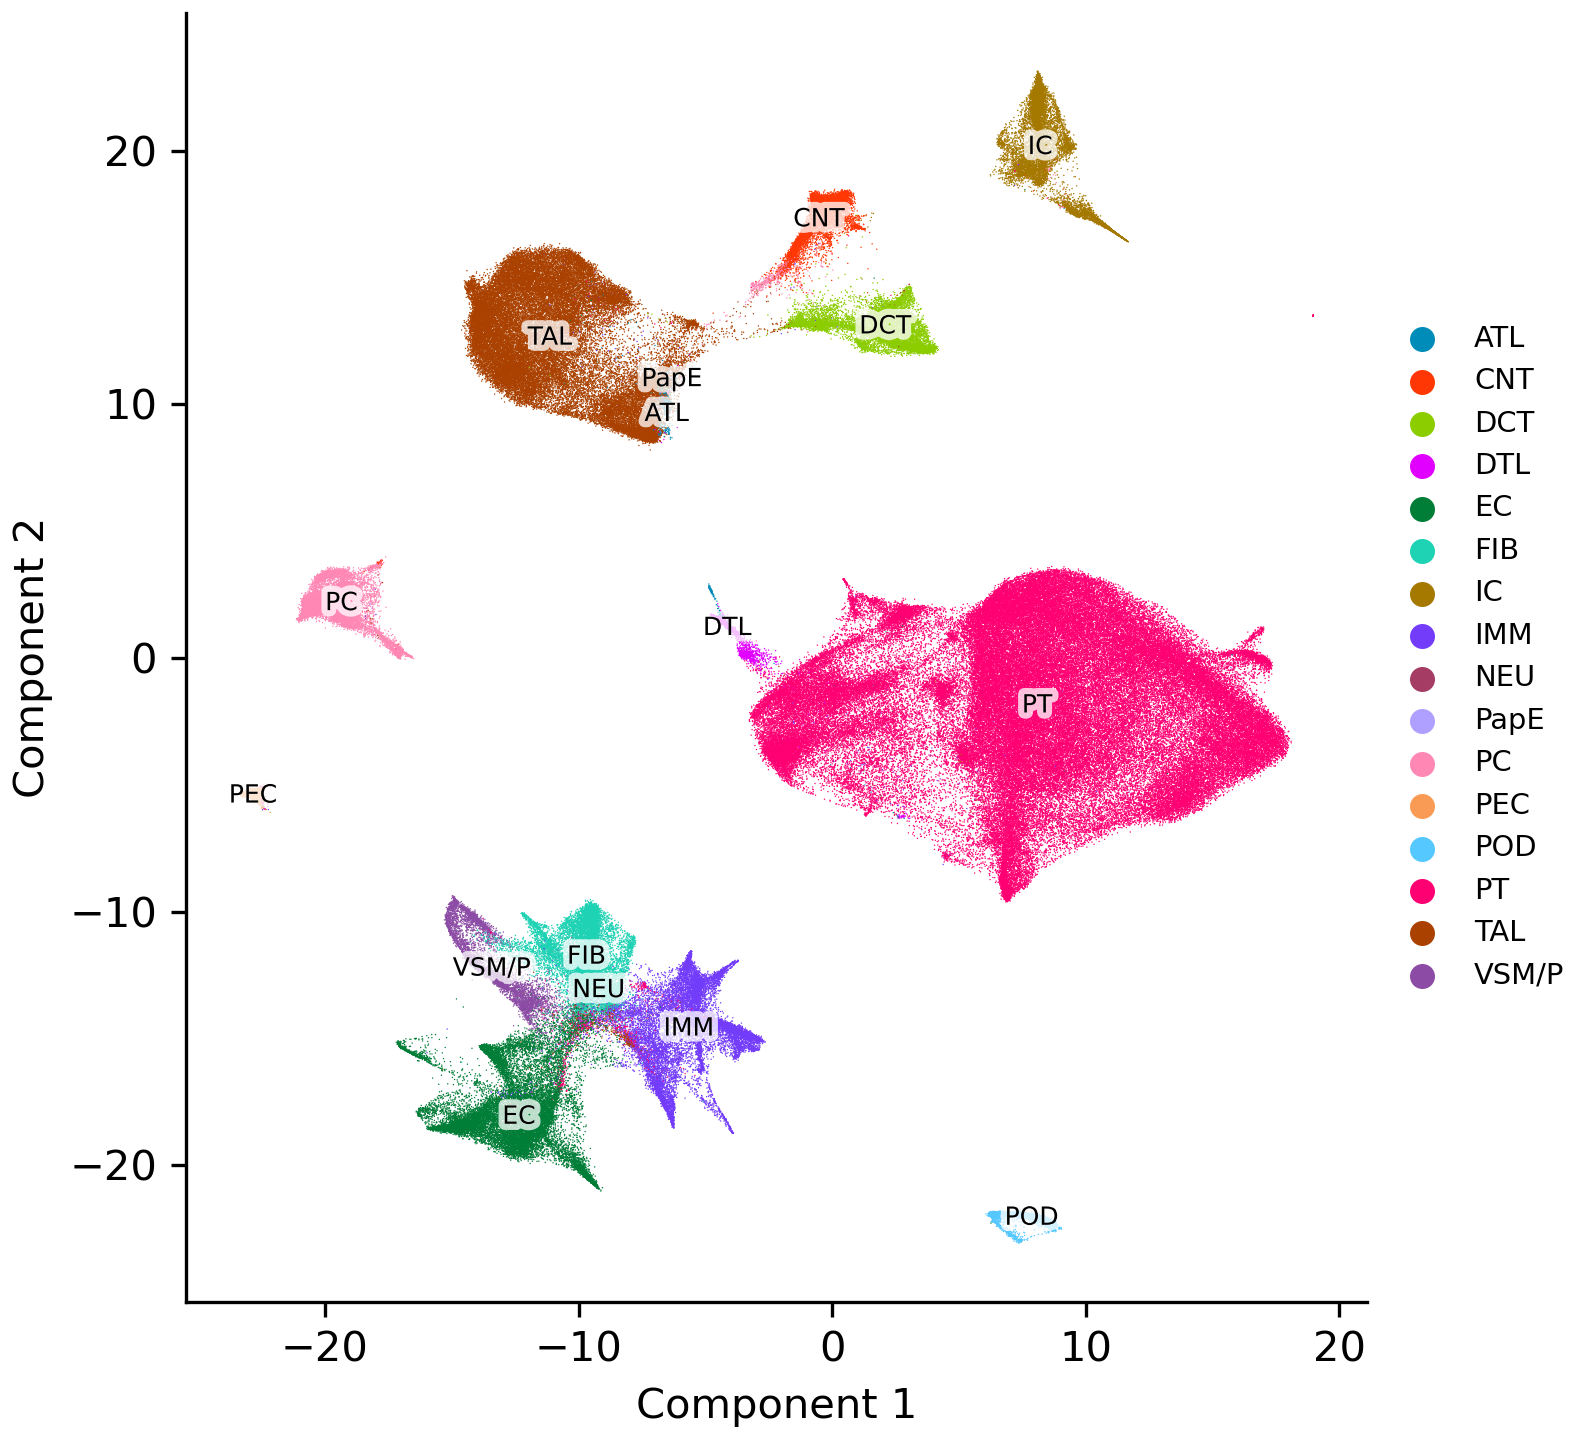 IC
CNT
TAL
DCT
PapE
ATL
PC
DTL
PT
PEC
FIB
VSM/P
NEU
IMM
EC
POD
20
10
0
−10
−20
Component 2
−20
−10
0
10
20
Component 1
ATL
CNT
DCT
DTL
EC
FIB
IC
IMM
NEU
PapE
PC
PEC
POD
PT
TAL
VSM/P